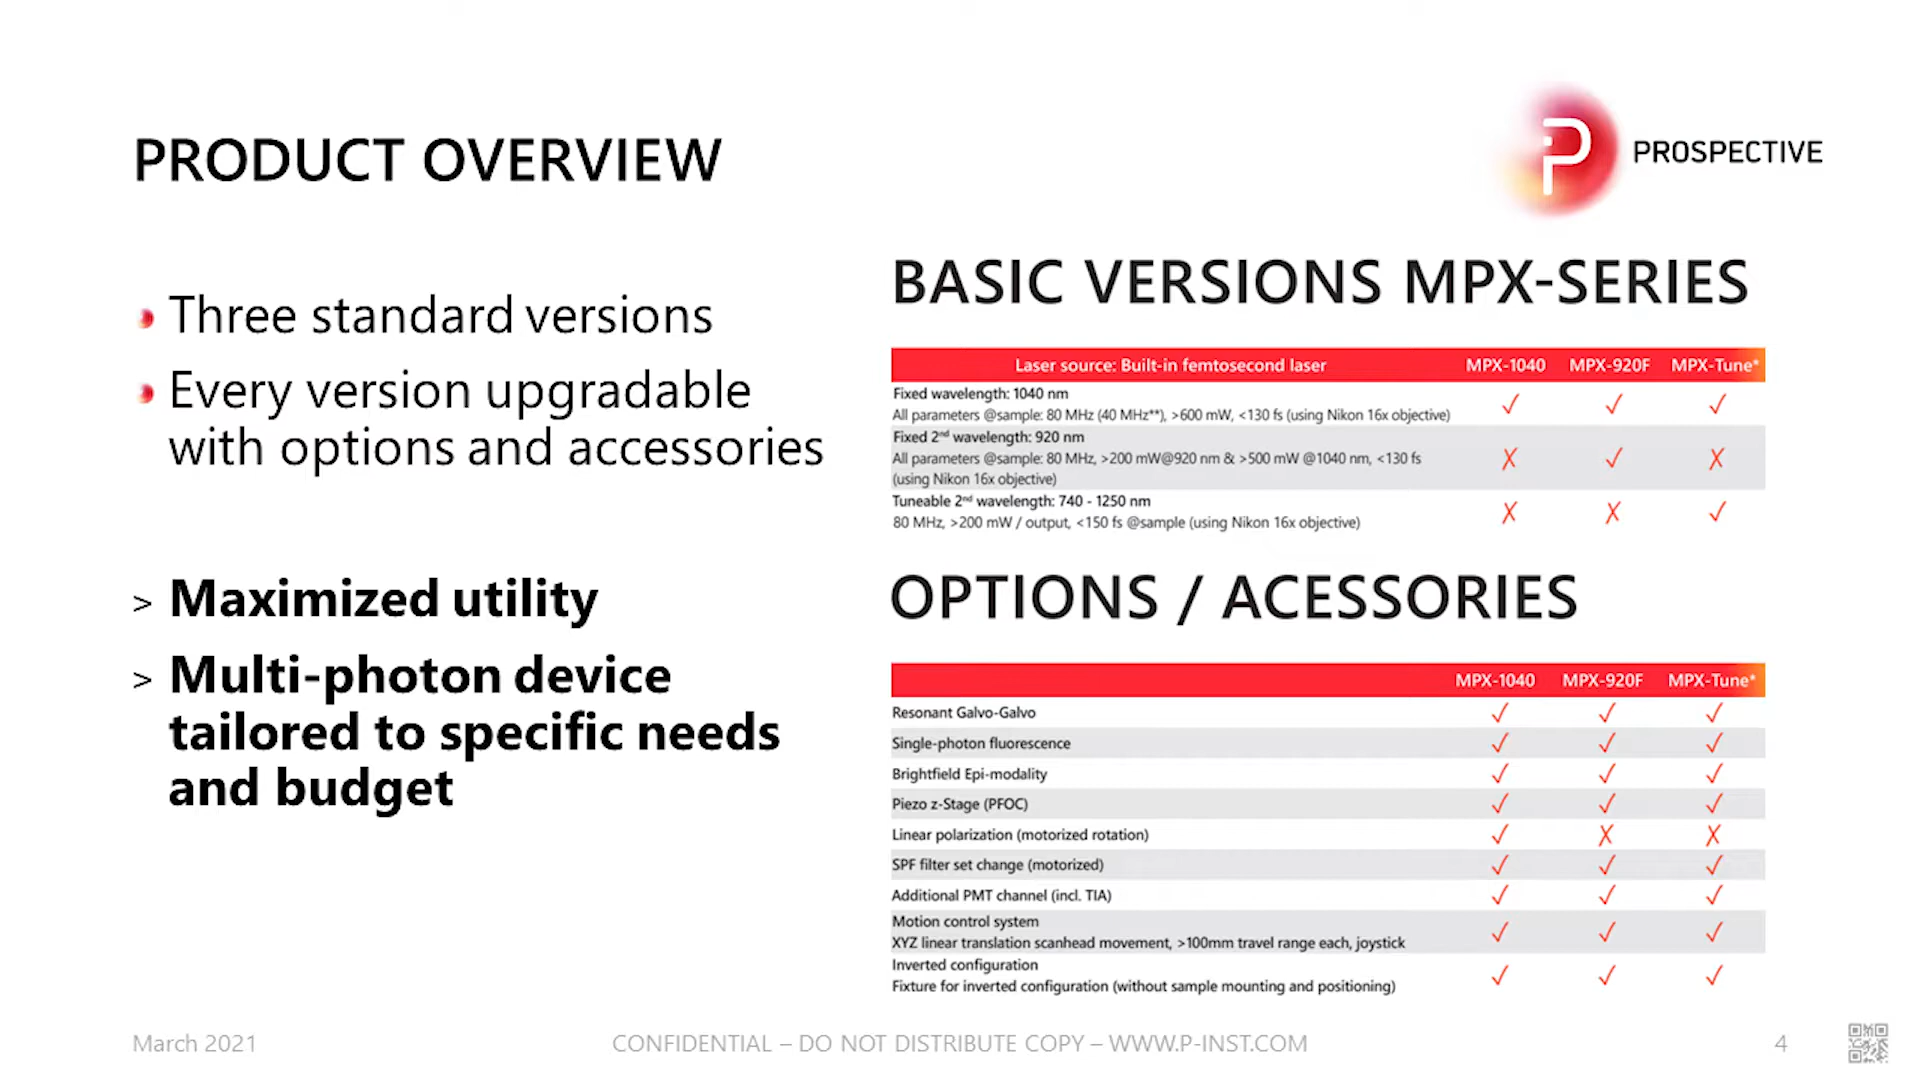 PRODUCT OVERVIEW
PROSPECTIVE
Three standard versions
Every version upgradable
with options and accessories
> Maximized utility
> Multi-photon device
tailored to specific needs
and budget
BASIC VERSIONS MPX-SERIES
Laser source: Built-in femtosecond laser MPX-1040 MPX-920F MPX-Tune*
Fixed wavelength: 1040 nm
All parameters @sample: 80 MHz (40 MHz**), >600 mW, <130 fs (using Nikon 16x objective) ✓ ✓ ✓
Fixed 2nd wavelength: 920 nm
All parameters @sample: 80 MHz, >200 mW@920 nm & >500 mW @1040 nm, <130 fs ✗ ✓ ✗
(using Nikon 16x objective)
Tuneable 2nd wavelength: 740 - 1250 nm
80 MHz, >200 mW / output, <150 fs @sample (using Nikon 16x objective) ✗ ✗ ✓
OPTIONS / ACESSORIES
MPX-1040 MPX-920F MPX-Tune*
Resonant Galvo-Galvo ✓ ✓ ✓
Single-photon fluorescence ✓ ✓ ✓
Brightfield Epi-modality ✓ ✓ ✓
Piezo z-Stage (PFOC) ✓ ✓ ✓
Linear polarization (motorized rotation) ✓ ✗ ✗
SPF filter set change (motorized) ✓ ✓ ✓
Additional PMT channel (incl. TIA) ✓ ✓ ✓
Motion control system
XYZ linear translation scanhead movement, >100mm travel range each, joystick ✓ ✓ ✓
Inverted configuration
Fixture for inverted configuration (without sample mounting and positioning) ✓ ✓ ✓
March 2021
CONFIDENTIAL – DO NOT DISTRIBUTE COPY – WWW.P-INST.COM
4